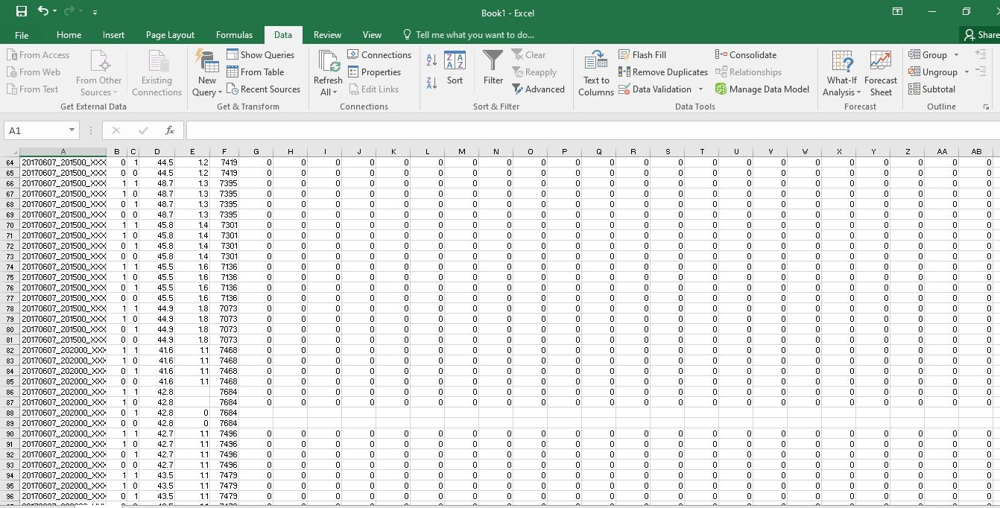 Book1 - Excel
File Home Insert Page Layout Formulas Data Review View Tell me what you want to do... Share
From Access Show Queries Connections Clear Flash Fill Consolidate Group
From Web From Table Properties Reapply Remove Duplicates Relationships Ungroup
From Text Recent Sources Edit Links Advanced Data Validation Manage Data Model Subtotal
From Other Sources Existing Connections New Query Refresh All Sort Filter Text to Columns What-If Analysis Forecast Sheet
Get External Data Get & Transform Connections Sort & Filter Data Tools Forecast Outline
A1 fx
A B C D E F G H I J K L M N O P Q R S T U V W X Y Z AA AB
64 20170607_201500_XXX 0 1 44.5 1.2 7419 0 0 0 0 0 0 0 0 0 0 0 0 0 0 0 0 0 0 0 0 0 0
65 20170607_201500_XXX 0 0 44.5 1.2 7419 0 0 0 0 0 0 0 0 0 0 0 0 0 0 0 0 0 0 0 0 0 0
66 20170607_201500_XXX 1 1 48.7 1.3 7395 0 0 0 0 0 0 0 0 0 0 0 0 0 0 0 0 0 0 0 0 0 0
67 20170607_201500_XXX 1 0 48.7 1.3 7395 0 0 0 0 0 0 0 0 0 0 0 0 0 0 0 0 0 0 0 0 0 0
68 20170607_201500_XXX 0 1 48.7 1.3 7395 0 0 0 0 0 0 0 0 0 0 0 0 0 0 0 0 0 0 0 0 0 0
69 20170607_201500_XXX 0 0 48.7 1.3 7395 0 0 0 0 0 0 0 0 0 0 0 0 0 0 0 0 0 0 0 0 0 0
70 20170607_201500_XXX 1 1 45.8 1.4 7301 0 0 0 0 0 0 0 0 0 0 0 0 0 0 0 0 0 0 0 0 0 0
71 20170607_201500_XXX 1 0 45.8 1.4 7301 0 0 0 0 0 0 0 0 0 0 0 0 0 0 0 0 0 0 0 0 0 0
72 20170607_201500_XXX 0 1 45.8 1.4 7301 0 0 0 0 0 0 0 0 0 0 0 0 0 0 0 0 0 0 0 0 0 0
73 20170607_201500_XXX 0 0 45.8 1.4 7301 0 0 0 0 0 0 0 0 0 0 0 0 0 0 0 0 0 0 0 0 0 0
74 20170607_201500_XXX 1 1 45.5 1.6 7136 0 0 0 0 0 0 0 0 0 0 0 0 0 0 0 0 0 0 0 0 0 0
75 20170607_201500_XXX 1 0 45.5 1.6 7136 0 0 0 0 0 0 0 0 0 0 0 0 0 0 0 0 0 0 0 0 0 0
76 20170607_201500_XXX 0 1 45.5 1.6 7136 0 0 0 0 0 0 0 0 0 0 0 0 0 0 0 0 0 0 0 0 0 0
77 20170607_201500_XXX 0 0 45.5 1.6 7136 0 0 0 0 0 0 0 0 0 0 0 0 0 0 0 0 0 0 0 0 0 0
78 20170607_201500_XXX 1 1 44.9 1.8 7073 0 0 0 0 0 0 0 0 0 0 0 0 0 0 0 0 0 0 0 0 0 0
79 20170607_201500_XXX 1 0 44.9 1.8 7073 0 0 0 0 0 0 0 0 0 0 0 0 0 0 0 0 0 0 0 0 0 0
80 20170607_201500_XXX 0 1 44.9 1.8 7073 0 0 0 0 0 0 0 0 0 0 0 0 0 0 0 0 0 0 0 0 0 0
81 20170607_201500_XXX 0 0 44.9 1.8 7073 0 0 0 0 0 0 0 0 0 0 0 0 0 0 0 0 0 0 0 0 0 0
82 20170607_202000_XXX 1 1 41.6 1.1 7468 0 0 0 0 0 0 0 0 0 0 0 0 0 0 0 0 0 0 0 0 0 0
83 20170607_202000_XXX 1 0 41.6 1.1 7468 0 0 0 0 0 0 0 0 0 0 0 0 0 0 0 0 0 0 0 0 0 0
84 20170607_202000_XXX 0 1 41.6 1.1 7468 0 0 0 0 0 0 0 0 0 0 0 0 0 0 0 0 0 0 0 0 0 0
85 20170607_202000_XXX 0 0 41.6 1.1 7468 0 0 0 0 0 0 0 0 0 0 0 0 0 0 0 0 0 0 0 0 0 0
86 20170607_202000_XXX 1 1 42.8 7684 0 0 0 0 0 0 0 0 0 0 0 0 0 0 0 0 0 0 0 0 0 0
87 20170607_202000_XXX 1 0 42.8 7684 0 0 0 0 0 0 0 0 0 0 0 0 0 0 0 0 0 0 0 0 0 0
88 20170607_202000_XXX 0 1 42.8 0 7684
89 20170607_202000_XXX 0 0 42.8 0 7684
90 20170607_202000_XXX 1 1 42.7 1.1 7496 0 0 0 0 0 0 0 0 0 0 0 0 0 0 0 0 0 0 0 0 0 0
91 20170607_202000_XXX 1 0 42.7 1.1 7496 0 0 0 0 0 0 0 0 0 0 0 0 0 0 0 0 0 0 0 0 0 0
92 20170607_202000_XXX 0 1 42.7 1.1 7496 0 0 0 0 0 0 0 0 0 0 0 0 0 0 0 0 0 0 0 0 0 0
93 20170607_202000_XXX 0 0 42.7 1.1 7496 0 0 0 0 0 0 0 0 0 0 0 0 0 0 0 0 0 0 0 0 0 0
94 20170607_202000_XXX 1 1 43.5 1.1 7479 0 0 0 0 0 0 0 0 0 0 0 0 0 0 0 0 0 0 0 0 0 0
95 20170607_202000_XXX 1 0 43.5 1.1 7479 0 0 0 0 0 0 0 0 0 0 0 0 0 0 0 0 0 0 0 0 0 0
96 20170607_202000_XXX 0 1 43.5 1.1 7479 0 0 0 0 0 0 0 0 0 0 0 0 0 0 0 0 0 0 0 0 0 0